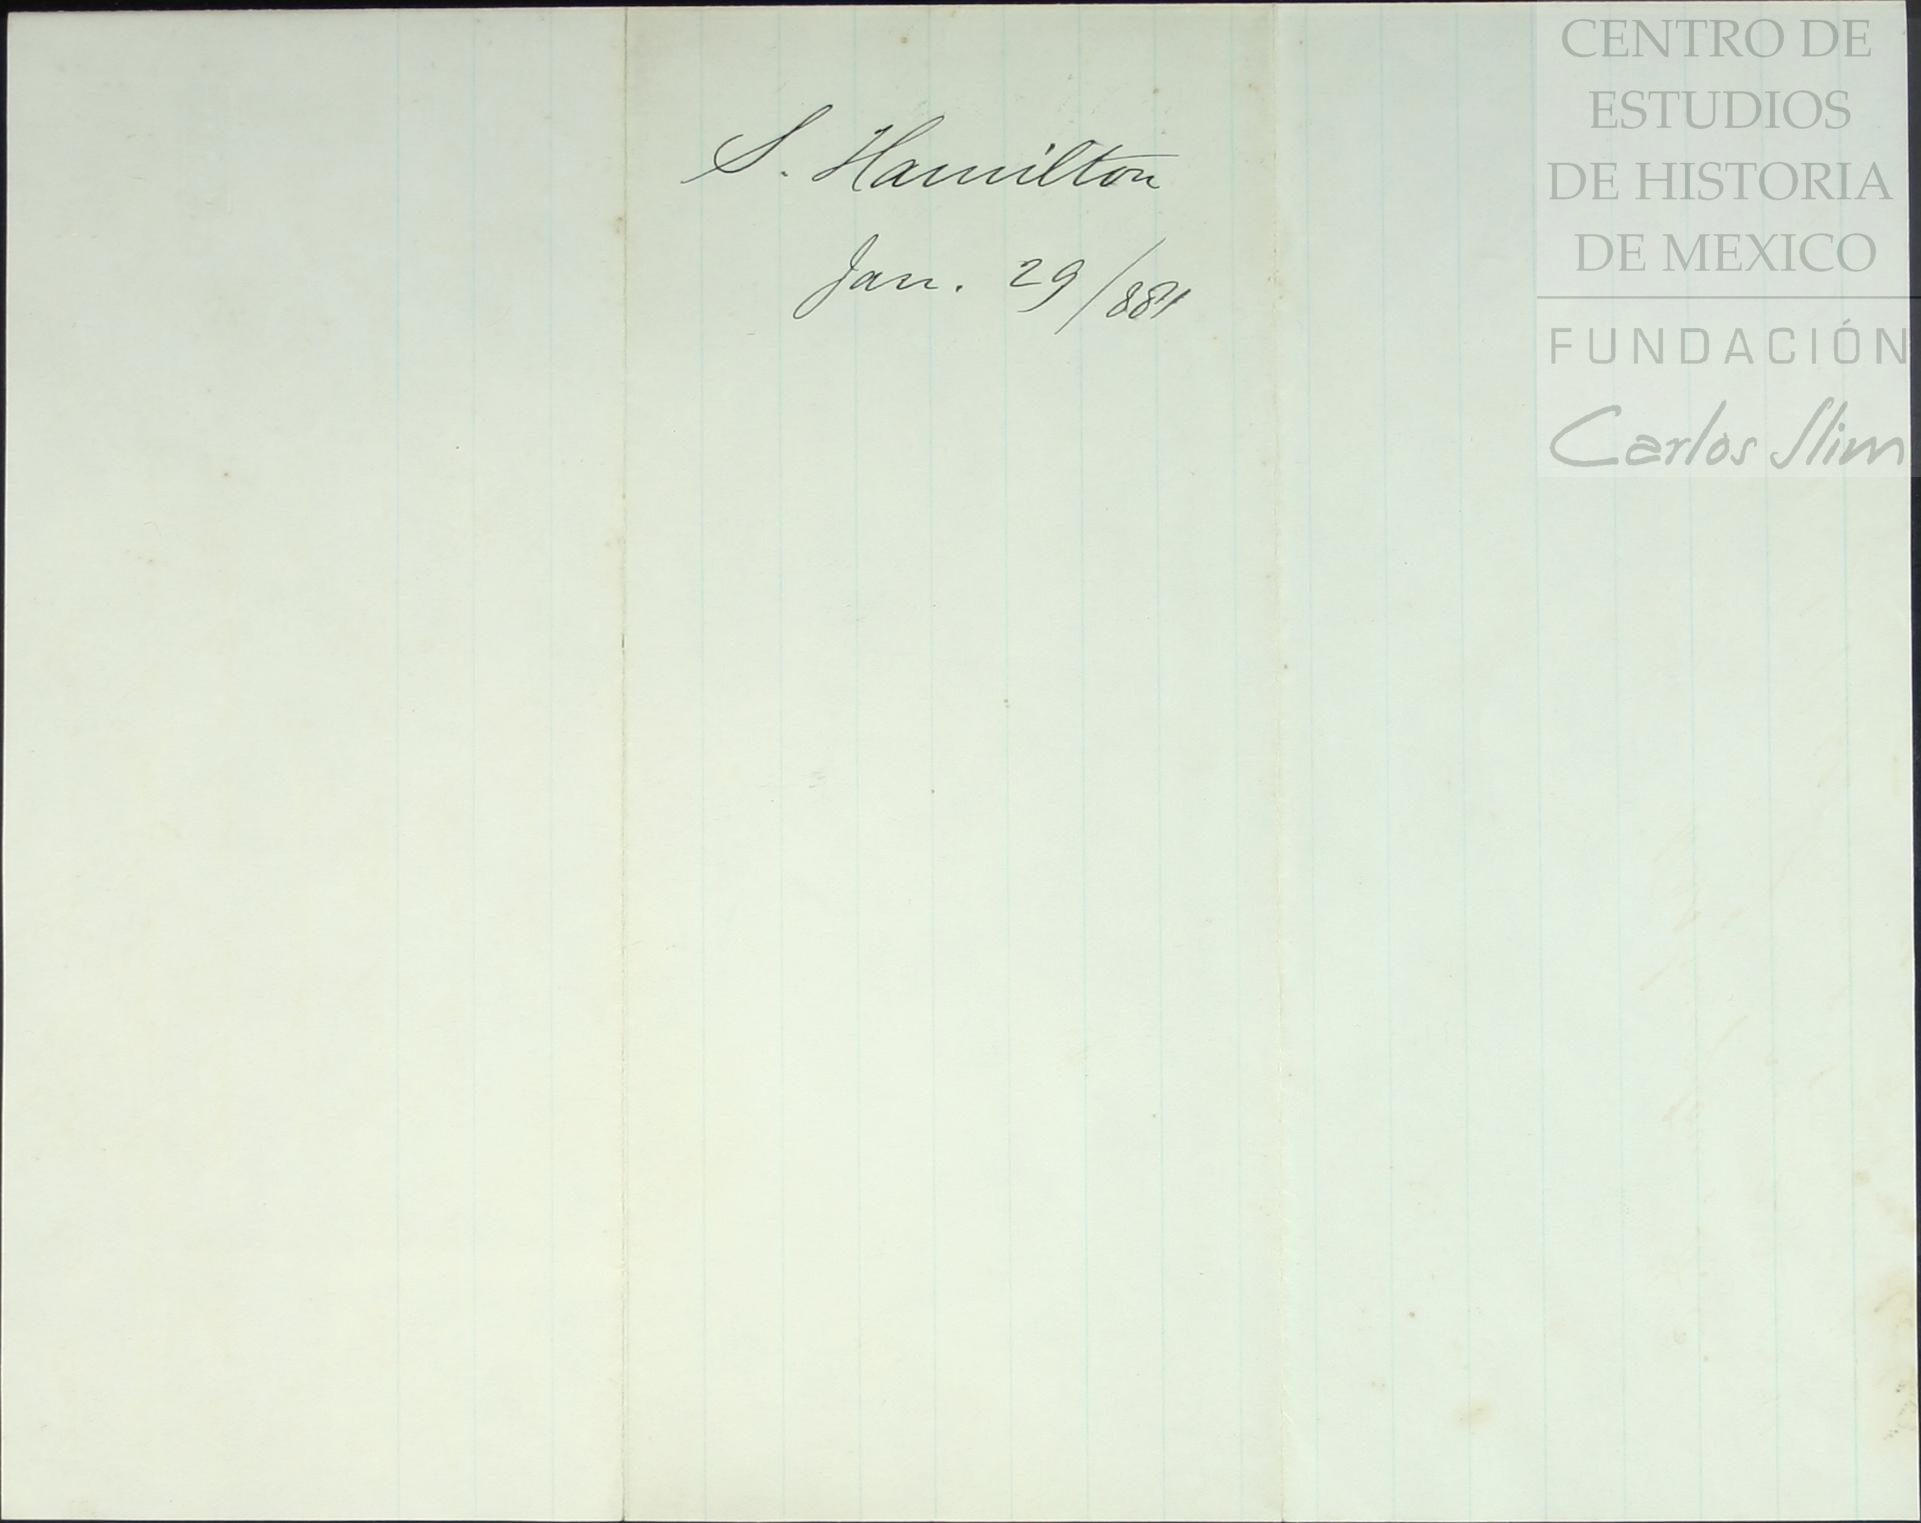 S. Hamilton
Jan. 29/881
CENTRO DE
ESTUDIOS
DE HISTORIA
DE MEXICO
FUNDACIÓN
Carlos Slim